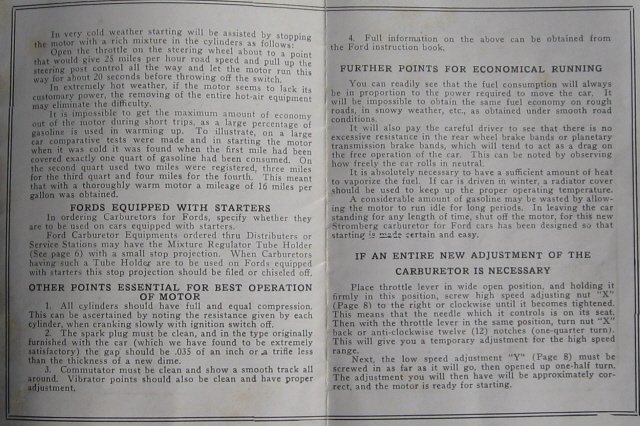 In very cold weather starting will be assisted by stopping
the motor with a rich mixture in the cylinders as follows:
Open the throttle on the steering wheel about to a point
that would give 25 miles per hour road speed and pull up the
steering post control all the way and let the motor run this
way for about 20 seconds before throwing off the switch.
In extremely hot weather, if the motor seems to lack its
customary power, the removing of the entire hot-air equipment
may eliminate the difficulty.
It is impossible to get the maximum amount of economy
out of the motor during short trips, as a large percentage of
gasoline is used in warming up. To illustrate, on a large
car comparative tests were made and in starting the motor
when it was cold it was found when the first mile had been
covered exactly one quart of gasoline had been consumed. On
the second quart used two miles were registered, three miles
for the third quart and four miles for the fourth. This meant
that with a thoroughly warm motor a mileage of 16 miles per
gallon was obtained.
FORDS EQUIPPED WITH STARTERS
In ordering Carburetors for Fords, specify whether they
are to be used on cars equipped with starters.
Ford Carburetor Equipments ordered thru Distributors or
Service Stations may have the Mixture Regulator Tube Holder
(See page 6) with a small stop projection. When Carburetors
having such a Tube Holder are to be used on Fords equipped
with starters this stop projection should be filed or chiseled off.
OTHER POINTS ESSENTIAL FOR BEST OPERATION
OF MOTOR
1. All cylinders should have full and equal compression.
This can be ascertained by noting the resistance given by each
cylinder, when cranking slowly with ignition switch off.
2. The spark plug must be clean, and in the type originally
furnished with the car (which we have found to be extremely
satisfactory) the gap should be .035 of an inch or a trifle less
than the thickness of a new dime.
3. Commutator must be clean and show a smooth track all
around. Vibrator points should also be clean and have proper
adjustment.
4. Full information on the above can be obtained from
the Ford instruction book.
FURTHER POINTS FOR ECONOMICAL RUNNING
You can readily see that the fuel consumption will always
be in proportion to the power required to move the car. It
will be impossible to obtain the same fuel economy on rough
roads, in snowy weather, etc., as obtained under smooth road
conditions.
It will also pay the careful driver to see that there is no
excessive resistance in the rear wheel brake bands or planetary
transmission brake bands, which will tend to act as a drag on
the free operation of the car. This can be noted by observing
how freely the car rolls in neutral.
It is absolutely necessary to have a sufficient amount of heat
to vaporize the fuel. If car is driven in winter, a radiator cover
should be used to keep up the proper operating temperature.
A considerable amount of gasoline may be wasted by allow-
ing the motor to run idle for long periods. In leaving the car
standing for any length of time, shut off the motor, for this new
Stromberg carburetor for Ford cars has been designed so that
starting is made certain and easy.
IF AN ENTIRE NEW ADJUSTMENT OF THE
CARBURETOR IS NECESSARY
Place throttle lever in wide open position, and holding it
firmly in this position, screw high speed adjusting nut "X"
(Page 8) to the right or clockwise until it becomes tightened.
This means that the needle which it controls is on its seat.
Then with the throttle lever in the same position, turn nut "X"
back or anti-clockwise twelve (12) notches (one-quarter turn).
This will give you a temporary adjustment for the high speed
range.
Next, the low speed adjustment "Y" (Page 8) must be
screwed in as far as it will go, then opened up one-half turn.
The adjustment you will then have will be approximately cor-
rect, and the motor is ready for starting.